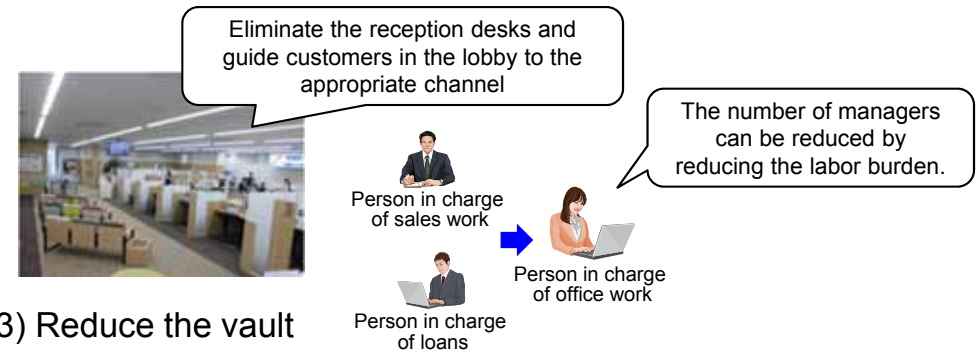 Eliminate the reception desks and
guide customers in the lobby to the
appropriate channel
The number of managers
can be reduced by
reducing the labor burden.
Person in charge
of sales work
Person in charge
of office work
Person in charge
of loans
3) Reduce the vault